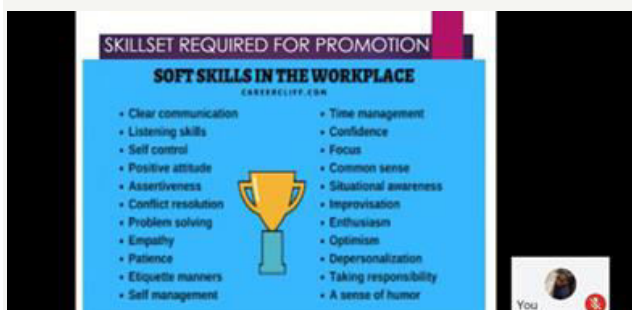 SKILLSET REQUIRED FOR PROMOTION
SOFT SKILLS IN THE WORKPLACE
CAREERCLIFF.COM
• Clear communication
• Listening skills
• Self control
• Positive attitude
• Assertiveness
• Conflict resolution
• Problem solving
• Empathy
• Patience
• Etiquette manners
• Self management
• Time management
• Confidence
• Focus
• Common sense
• Situational awareness
• Improvisation
• Enthusiasm
• Optimism
• Depersonalization
• Taking responsibility
• A sense of humor
You